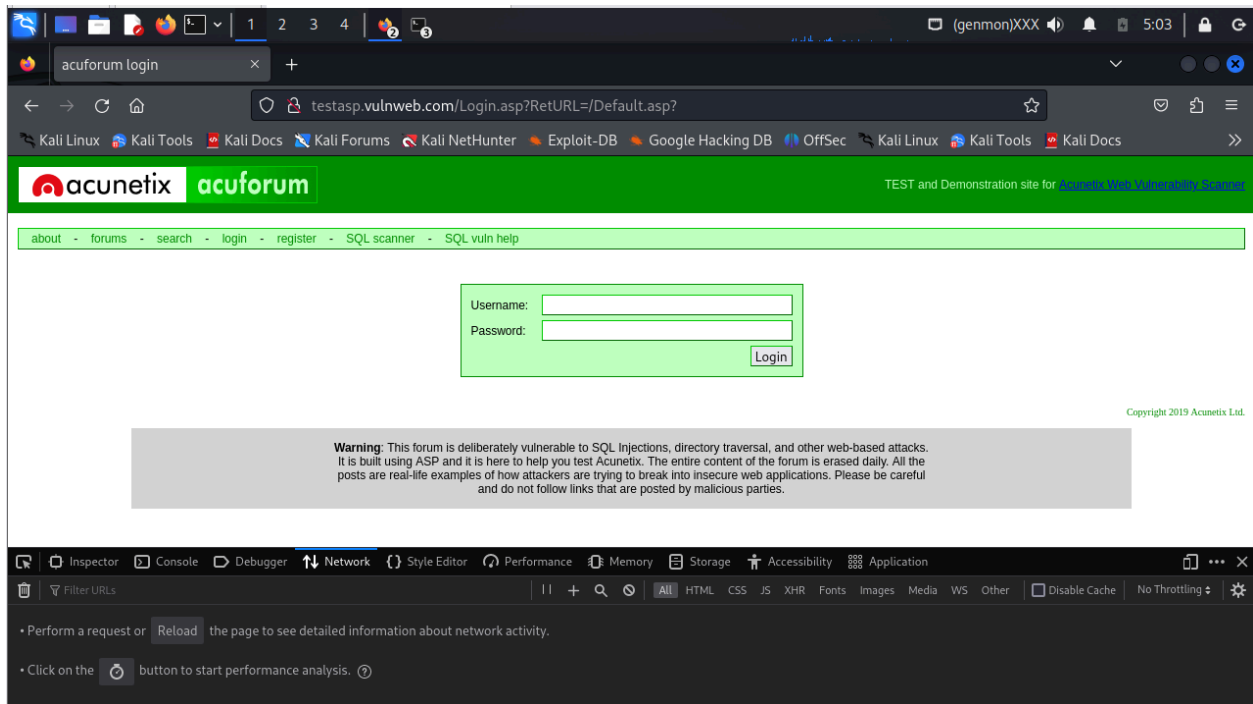 1 2 3 4 2 3 (genmon)XXX 5:03
acuforum login
testasp.vulnweb.com/Login.asp?RetURL=/Default.asp?
Kali Linux Kali Tools Kali Docs Kali Forums Kali NetHunter Exploit-DB Google Hacking DB OffSec Kali Linux Kali Tools Kali Docs
acunetix acuforum TEST and Demonstration site for Acunetix Web Vulnerability Scanner
about - forums - search - login - register - SQL scanner - SQL vuln help
Username:
Password:
Login
Copyright 2019 Acunetix Ltd.
Warning: This forum is deliberately vulnerable to SQL Injections, directory traversal, and other web-based attacks.
It is built using ASP and it is here to help you test Acunetix. The entire content of the forum is erased daily. All the
posts are real-life examples of how attackers are trying to break into insecure web applications. Please be careful
and do not follow links that are posted by malicious parties.
Inspector Console Debugger Network {} Style Editor Performance Memory Storage Accessibility Application
Filter URLs All HTML CSS JS XHR Fonts Images Media WS Other Disable Cache No Throttling
• Perform a request or Reload the page to see detailed information about network activity.
• Click on the button to start performance analysis.